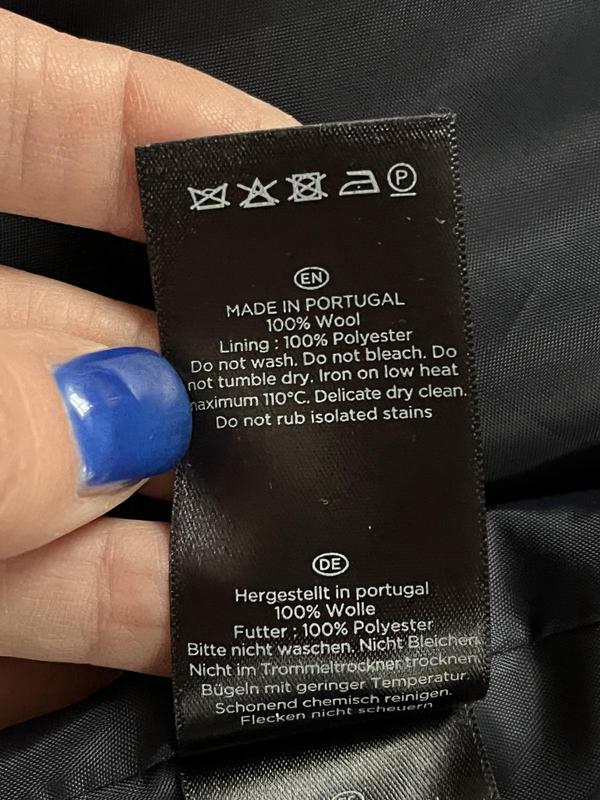 P
EN
MADE IN PORTUGAL
100% Wool
Lining : 100% Polyester
Do not wash. Do not bleach. Do
not tumble dry. Iron on low heat
maximum 110°C. Delicate dry clean.
Do not rub isolated stains
DE
Hergestellt in portugal
100% Wolle
Futter : 100% Polyester
Bitte nicht waschen. Nicht Bleichen.
Nicht im Trommeltrockner trocknen.
Bügeln mit geringer Temperatur.
Schonend chemisch reinigen.
Flecken nicht scheuern